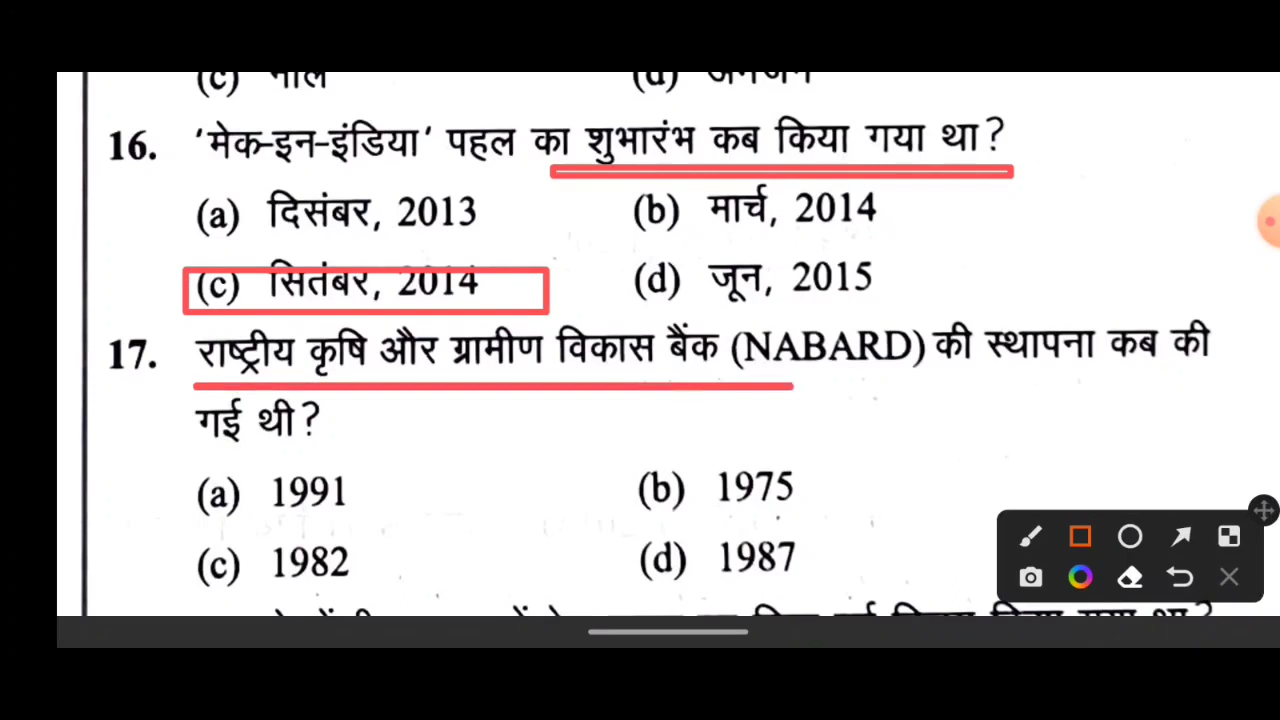 (c) नील (d)
16. 'मेक-इन-इंडिया' पहल का शुभारंभ कब किया गया था?
(a) दिसंबर, 2013 (b) मार्च, 2014
(c) सितंबर, 2014 (d) जून, 2015
17. राष्ट्रीय कृषि और ग्रामीण विकास बैंक (NABARD) की स्थापना कब की
गई थी?
(a) 1991 (b) 1975
(c) 1982 (d) 1987